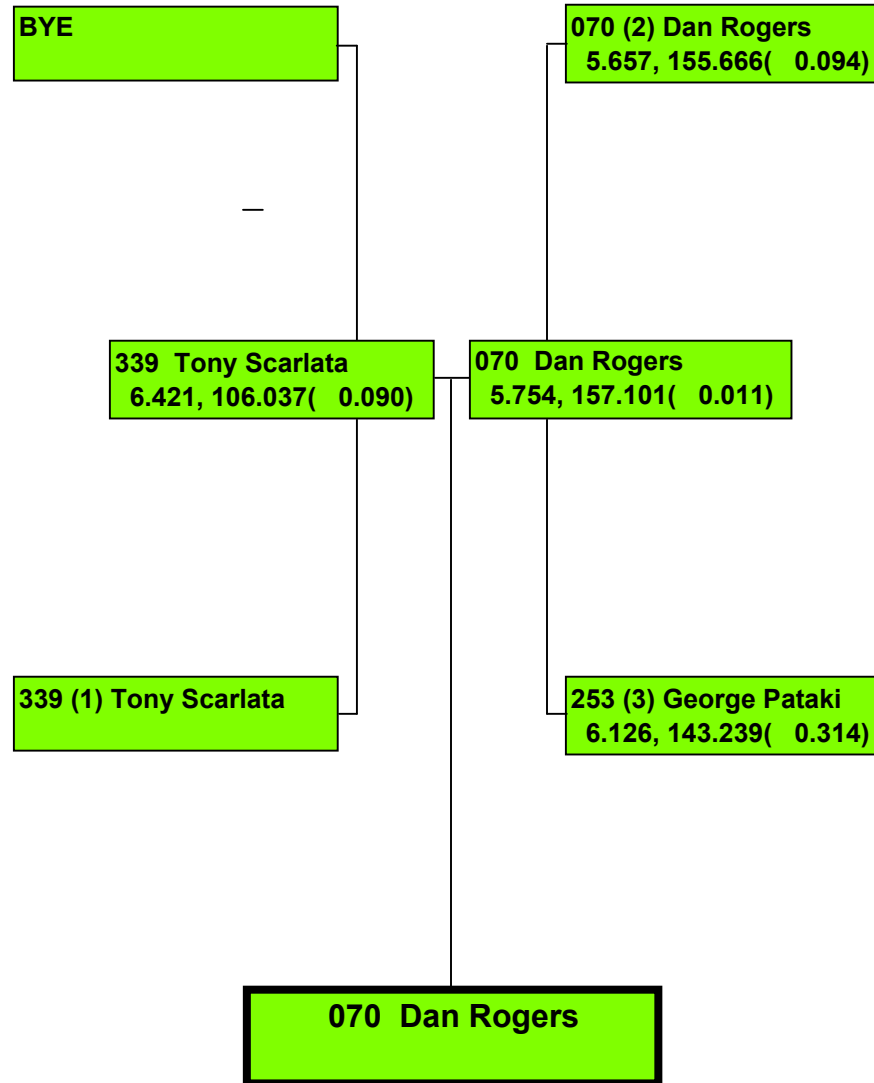 BYE
070 (2) Dan Rogers
5.657, 155.666(   0.094)
339  Tony Scarlata
6.421, 106.037(   0.090)
070  Dan Rogers
5.754, 157.101(   0.011)
339 (1) Tony Scarlata
253 (3) George Pataki
6.126, 143.239(   0.314)
070  Dan Rogers